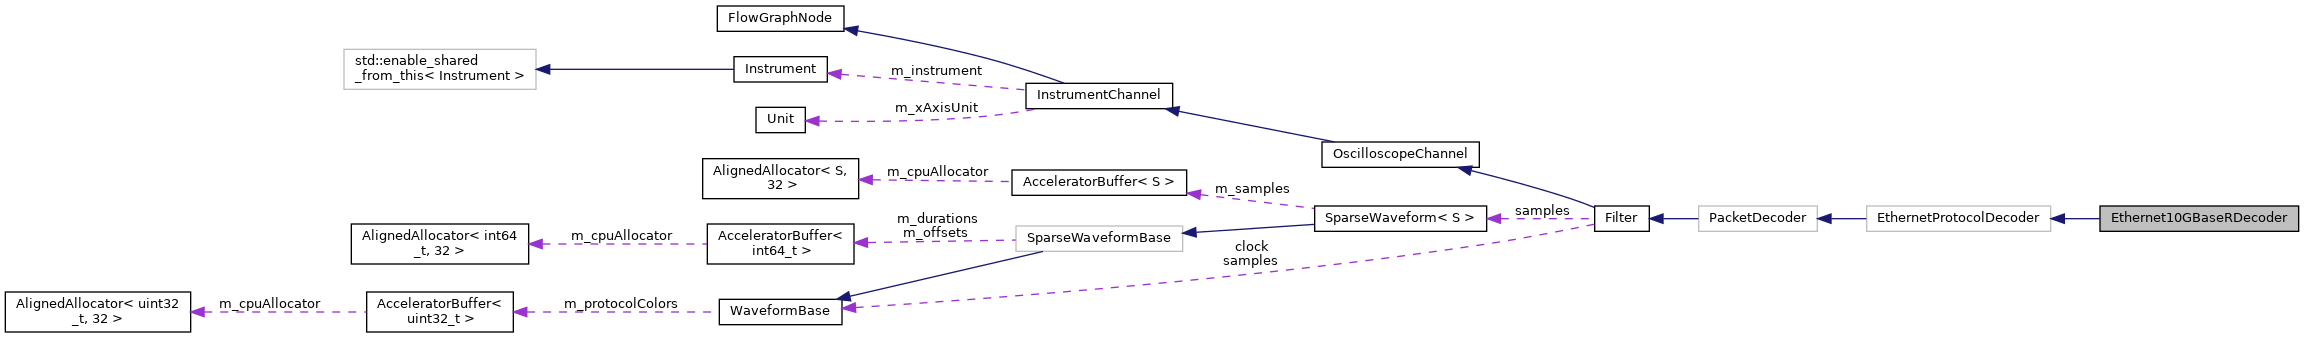 FlowGraphNode
std::enable_shared
_from_this< Instrument >
Instrument
m_instrument
InstrumentChannel
m_xAxisUnit
Unit
OscilloscopeChannel
AlignedAllocator< S,
32 >
m_cpuAllocator
AcceleratorBuffer< S >
m_samples
SparseWaveform< S >
samples
Filter
PacketDecoder
EthernetProtocolDecoder
Ethernet10GBaseRDecoder
AlignedAllocator< int64
_t, 32 >
m_cpuAllocator
AcceleratorBuffer<
int64_t >
m_durations
m_offsets
SparseWaveformBase
clock
samples
AlignedAllocator< uint32
_t, 32 >
m_cpuAllocator
AcceleratorBuffer<
uint32_t >
m_protocolColors
WaveformBase